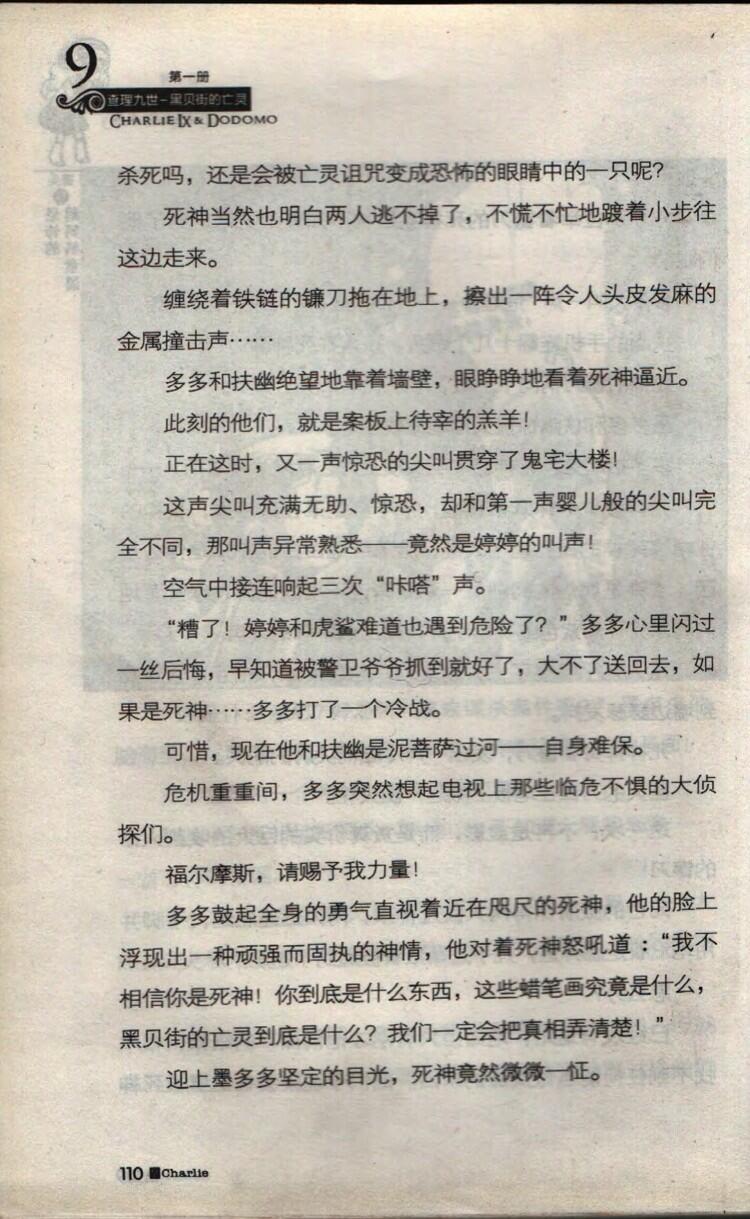 9
第一册
查理九世-黑贝街的亡灵
CHARLIE IX & DODOMO
杀死吗，还是会被亡灵诅咒变成恐怖的眼睛中的一只呢？
死神当然也明白两人逃不掉了，不慌不忙地踱着小步往
这边走来。
缠绕着铁链的镰刀拖在地上，擦出一阵令人头皮发麻的
金属撞击声……
多多和扶幽绝望地靠着墙壁，眼睁睁地看着死神逼近。
此刻的他们，就是案板上待宰的羔羊！
正在这时，又一声惊恐的尖叫贯穿了鬼宅大楼！
这声尖叫充满无助、惊恐，却和第一声婴儿般的尖叫完
全不同，那叫声异常熟悉——竟然是婷婷的叫声！
空气中接连响起三次“咔嗒”声。
“糟了！婷婷和虎鲨难道也遇到危险了？”多多心里闪过
一丝后悔，早知道被警卫爷爷抓到就好了，大不了送回去，如
果是死神……多多打了一个冷战。
可惜，现在他和扶幽是泥菩萨过河——自身难保。
危机重重间，多多突然想起电视上那些临危不惧的大侦
探们。
福尔摩斯，请赐予我力量！
多多鼓起全身的勇气直视着近在咫尺的死神，他的脸上
浮现出一种顽强而固执的神情，他对着死神怒吼道：“我不
相信你是死神！你到底是什么东西，这些蜡笔画究竟是什么，
黑贝街的亡灵到底是什么？我们一定会把真相弄清楚！”
迎上墨多多坚定的目光，死神竟然微微一怔。
110 Charlie